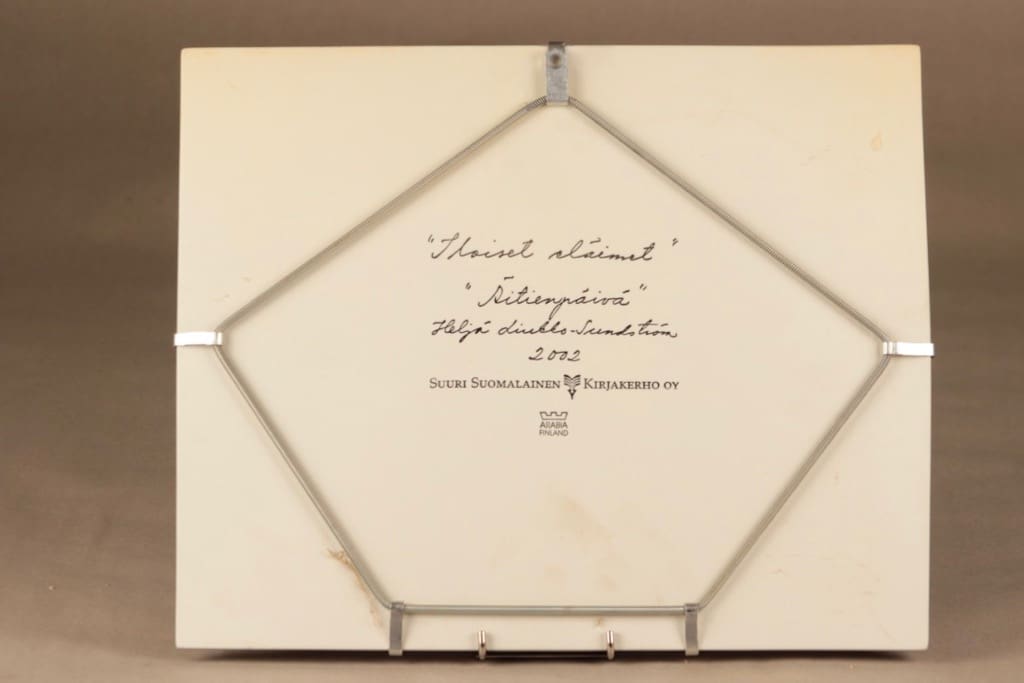 "Iloiset eläimet"
"Äitienpäivä"
Heljä Liukko-Sundström
2002
SUURI SUOMALAINEN KIRJAKERHO OY
ARABIA
FINLAND